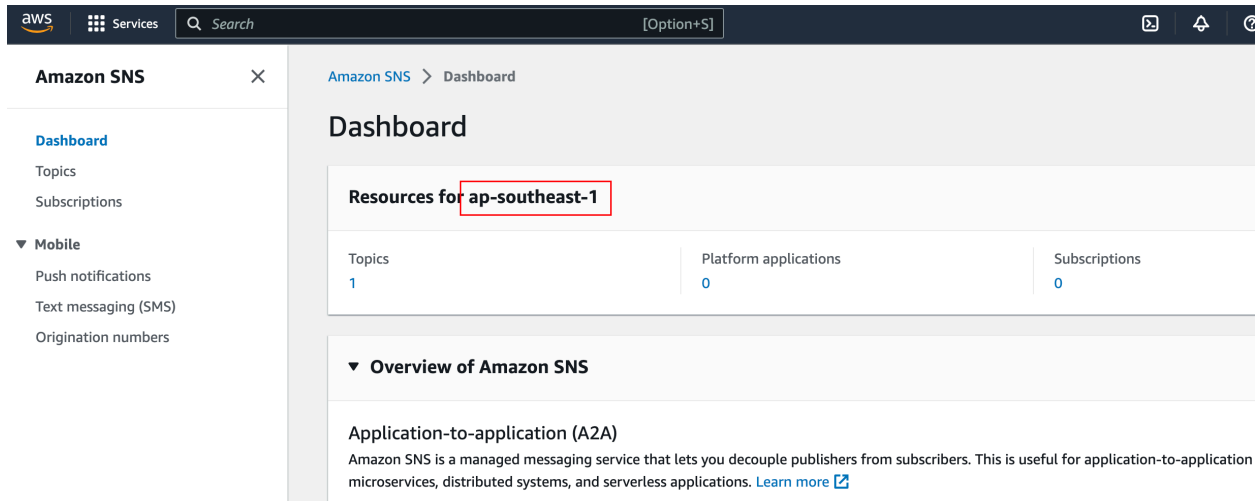 aws
Services
Search
[Option+S]
Amazon SNS
Dashboard
Topics
Subscriptions
Mobile
Push notifications
Text messaging (SMS)
Origination numbers
Amazon SNS > Dashboard
Dashboard
Resources for ap-southeast-1
Topics
1
Platform applications
0
Subscriptions
0
Overview of Amazon SNS
Application-to-application (A2A)
Amazon SNS is a managed messaging service that lets you decouple publishers from subscribers. This is useful for application-to-application
microservices, distributed systems, and serverless applications. Learn more